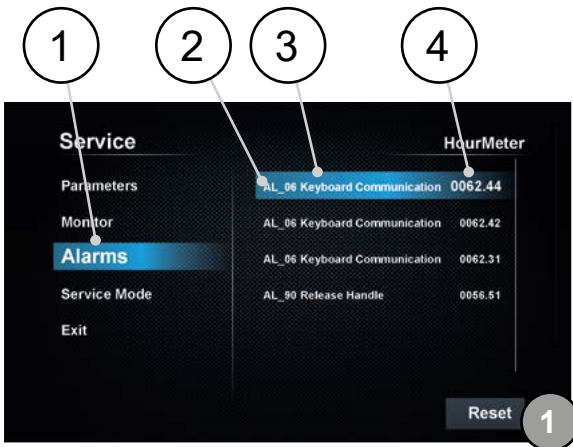 1 2 3 4
Service HourMeter
Parameters AL_06 Keyboard Communication 0062.44
Monitor AL_06 Keyboard Communication 0062.42
Alarms AL_06 Keyboard Communication 0062.31
Service Mode AL_90 Release Handle 0056.51
Exit
Reset 1